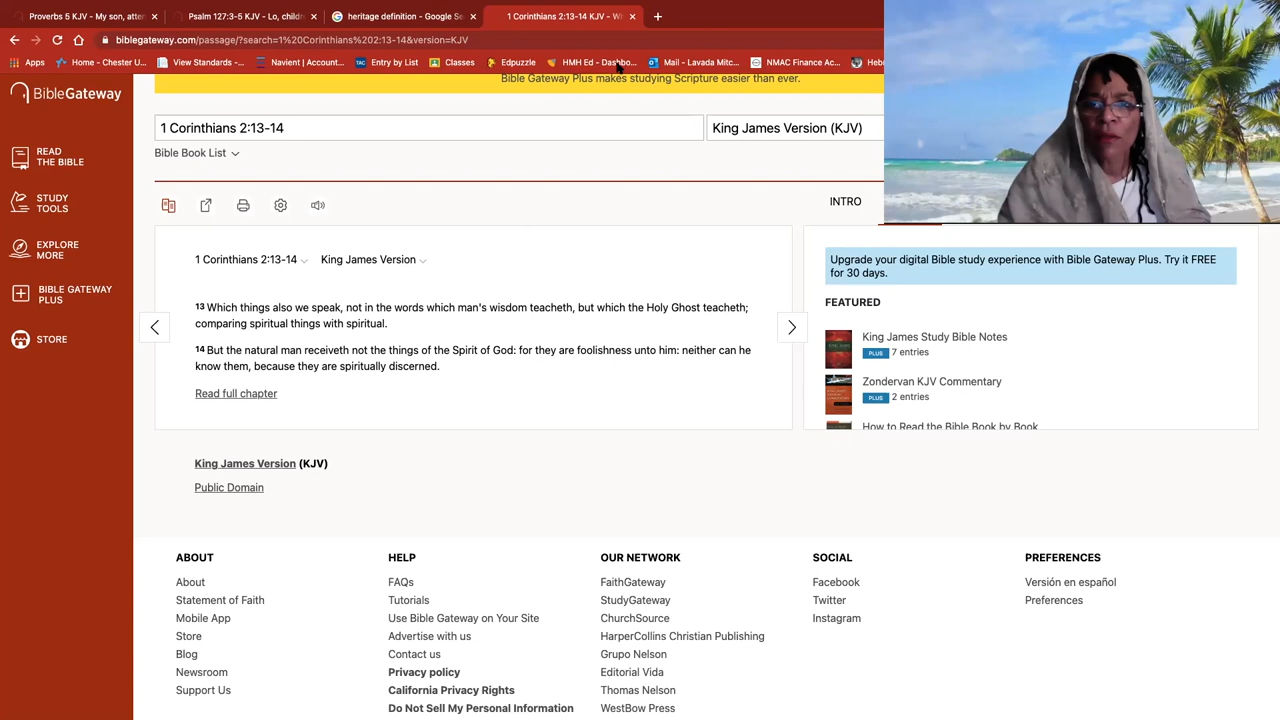 Proverbs 5 KJV - My son, atten
Psalm 127:3-5 KJV - Lo, childr
heritage definition - Google Se
1 Corinthians 2:13-14 KJV - Wh
biblegateway.com/passage/?search=1%20Corinthians%202:13-14&version=KJV
Apps
Home - Chester U...
View Standards -...
Navient | Account...
TAC
Entry by List
Classes
Edpuzzle
HMH Ed - Dashbo...
Mail - Lavada Mitc...
NMAC Finance Ac...
Heb
Bible Gateway Plus makes studying Scripture easier than ever.
BibleGateway
READ
THE BIBLE
STUDY
TOOLS
EXPLORE
MORE
BIBLE GATEWAY
PLUS
STORE
1 Corinthians 2:13-14
King James Version (KJV)
Bible Book List
INTRO
1 Corinthians 2:13-14
King James Version
13 Which things also we speak, not in the words which man's wisdom teacheth, but which the Holy Ghost teacheth;
comparing spiritual things with spiritual.
14 But the natural man receiveth not the things of the Spirit of God: for they are foolishness unto him: neither can he
know them, because they are spiritually discerned.
Read full chapter
Upgrade your digital Bible study experience with Bible Gateway Plus. Try it FREE
for 30 days.
FEATURED
King James Study Bible Notes
PLUS 7 entries
Zondervan KJV Commentary
PLUS 2 entries
How to Read the Bible Book by Book
King James Version (KJV)
Public Domain
ABOUT
About
Statement of Faith
Mobile App
Store
Blog
Newsroom
Support Us
HELP
FAQs
Tutorials
Use Bible Gateway on Your Site
Advertise with us
Contact us
Privacy policy
California Privacy Rights
Do Not Sell My Personal Information
OUR NETWORK
FaithGateway
StudyGateway
ChurchSource
HarperCollins Christian Publishing
Grupo Nelson
Editorial Vida
Thomas Nelson
WestBow Press
SOCIAL
Facebook
Twitter
Instagram
PREFERENCES
Versión en español
Preferences